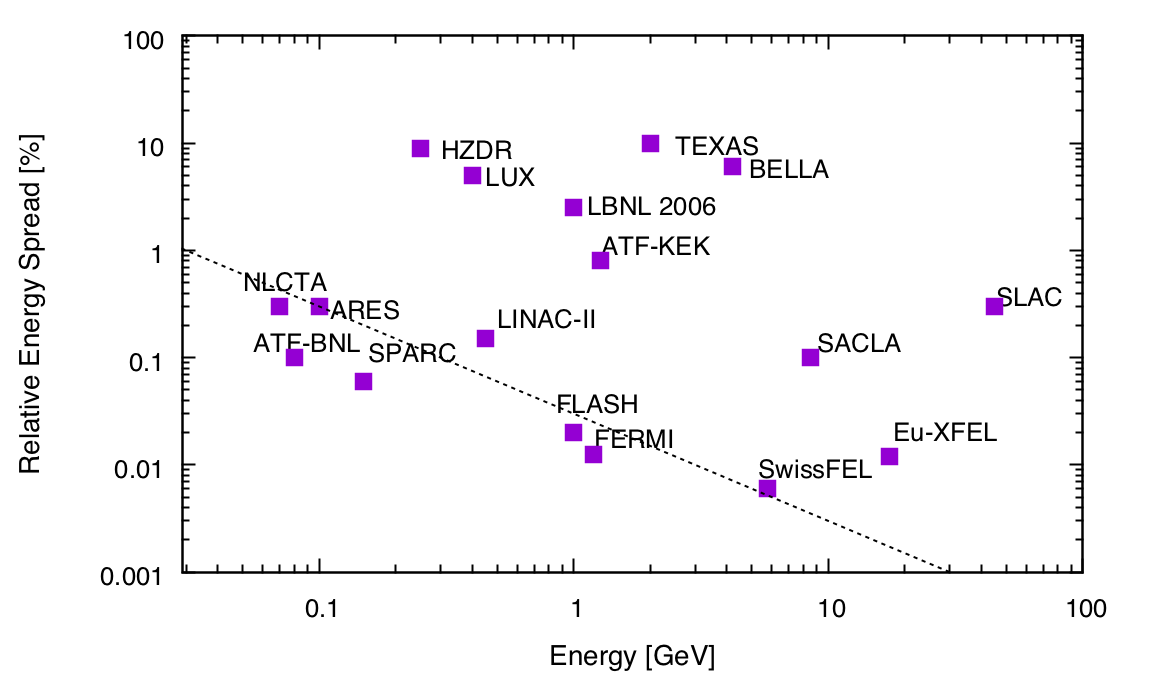 100
10
1
0.1
0.01
0.001
Relative Energy Spread [%]
HZDR
LUX
TEXAS
BELLA
LBNL 2006
ATF-KEK
NLCTA
ARES
SLAC
LINAC-II
ATF-BNL
SPARC
SACLA
FLASH
FERMI
Eu-XFEL
SwissFEL
0.1
1
10
100
Energy [GeV]